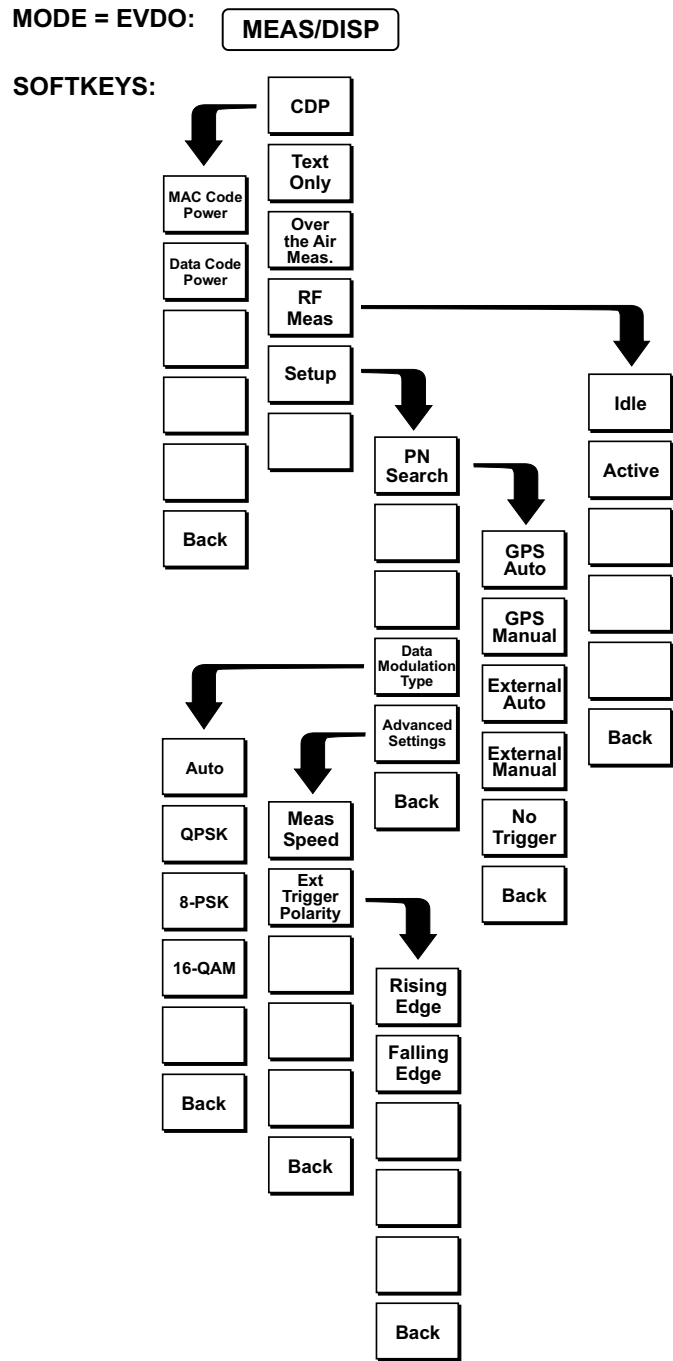 MODE = EVDO:
MEAS/DISP
SOFTKEYS:
CDP
Text
Only
Over
the Air
Meas.
RF
Meas
Setup
MAC Code
Power
Data Code
Power
Back
Idle
Active
Back
PN
Search
Data
Modulation
Type
Advanced
Settings
Back
GPS
Auto
GPS
Manual
External
Auto
External
Manual
No
Trigger
Back
Auto
QPSK
8-PSK
16-QAM
Back
Meas
Speed
Ext
Trigger
Polarity
Back
Rising
Edge
Falling
Edge
Back